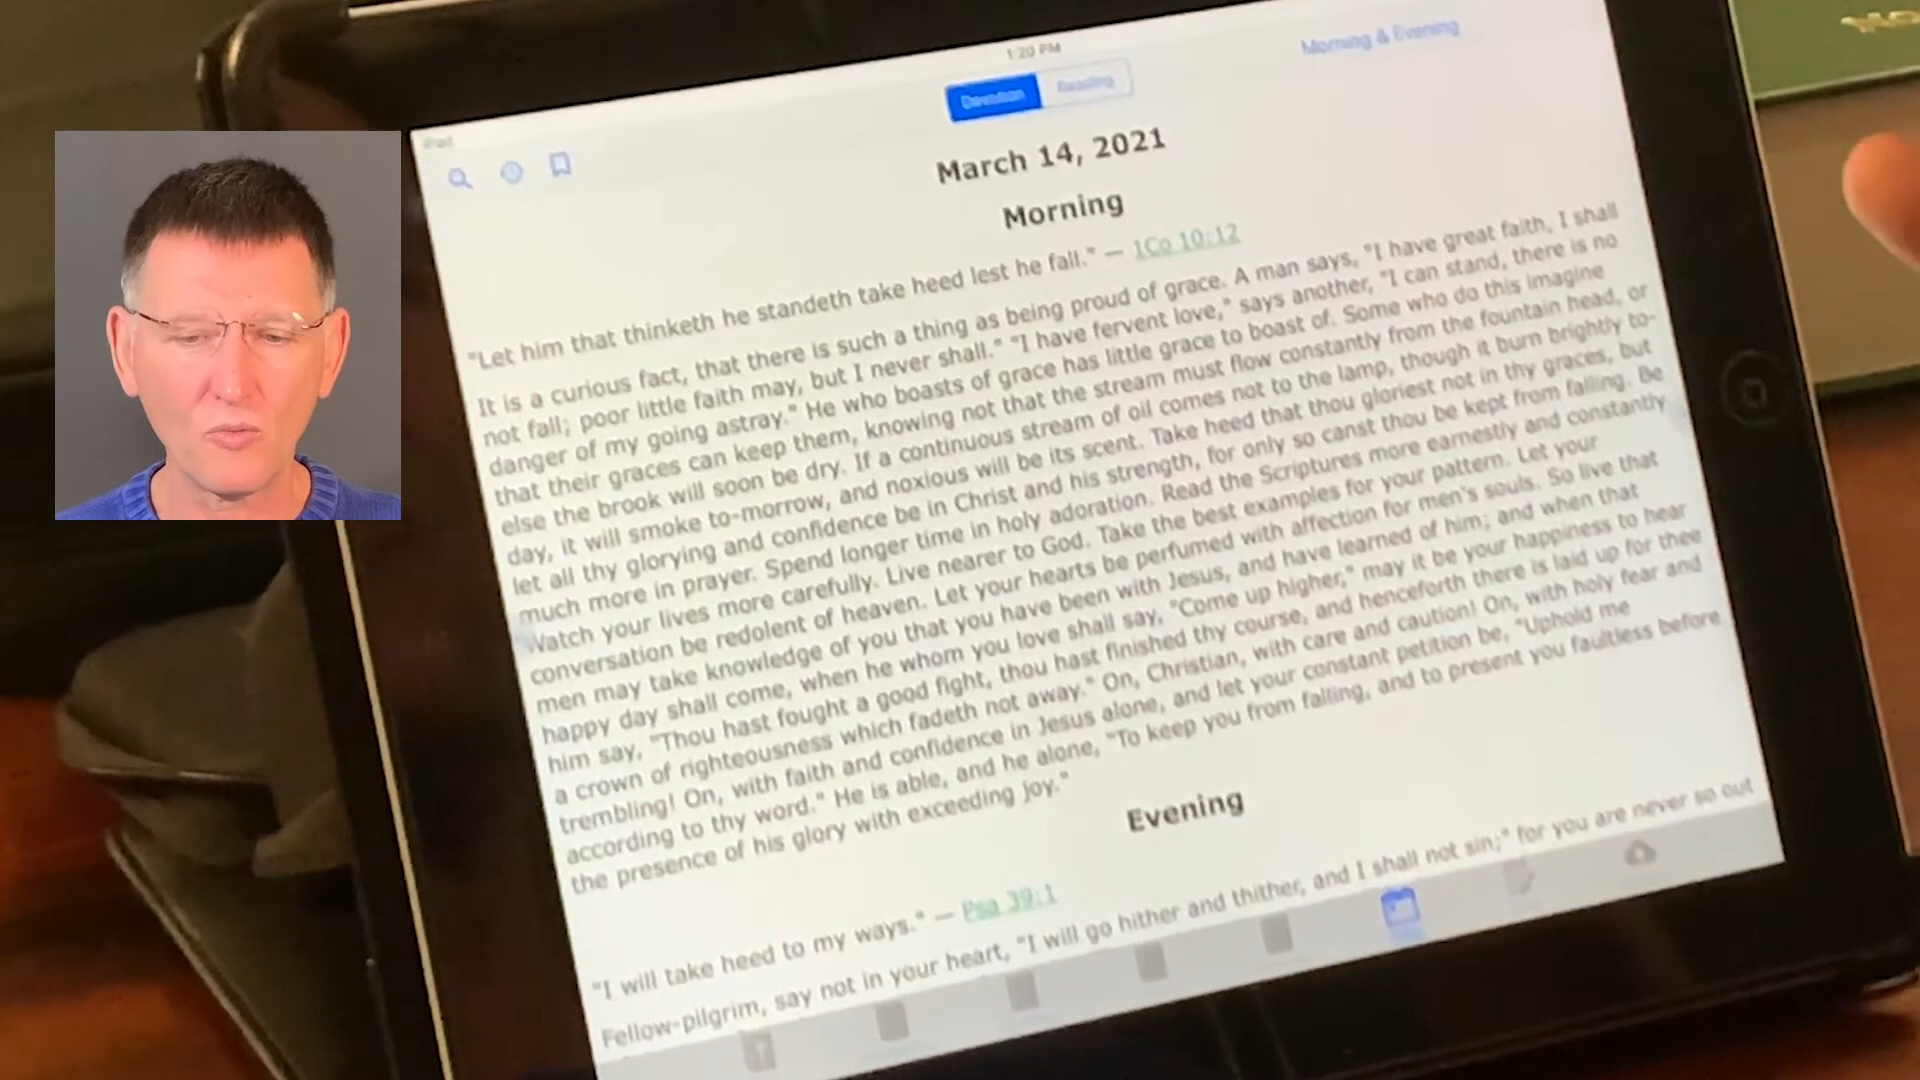 1:20 PM
Morning & Evening
iPad
Devotion
Reading
March 14, 2021
Morning
"Let him that thinketh he standeth take heed lest he fall." — 1Co 10:12
It is a curious fact, that there is such a thing as being proud of grace. A man says, "I have great faith, I shall
not fall; poor little faith may, but I never shall." "I have fervent love," says another, "I can stand, there is no
danger of my going astray." He who boasts of grace has little grace to boast of. Some who do this imagine
that their graces can keep them, knowing not that the stream must flow constantly from the fountain head, or
else the brook will soon be dry. If a continuous stream of oil comes not to the lamp, though it burn brightly to-
day, it will smoke to-morrow, and noxious will be its scent. Take heed that thou gloriest not in thy graces, but
let all thy glorying and confidence be in Christ and his strength, for only so canst thou be kept from falling. Be
much more in prayer. Spend longer time in holy adoration. Read the Scriptures more earnestly and constantly
Watch your lives more carefully. Live nearer to God. Take the best examples for your pattern. Let your
conversation be redolent of heaven. Let your hearts be perfumed with affection for men's souls. So live that
men may take knowledge of you that you have been with Jesus, and have learned of him; and when that
happy day shall come, when he whom you love shall say, "Come up higher," may it be your happiness to hear
him say, "Thou hast fought a good fight, thou hast finished thy course, and henceforth there is laid up for thee
a crown of righteousness which fadeth not away." On, Christian, with care and caution! On, with holy fear and
trembling! On, with faith and confidence in Jesus alone, and let your constant petition be, "Uphold me
according to thy word." He is able, and he alone, "To keep you from falling, and to present you faultless before
the presence of his glory with exceeding joy."
Evening
"I will take heed to my ways." — Psa 39:1
Fellow-pilgrim, say not in your heart, "I will go hither and thither, and I shall not sin;" for you are never so out